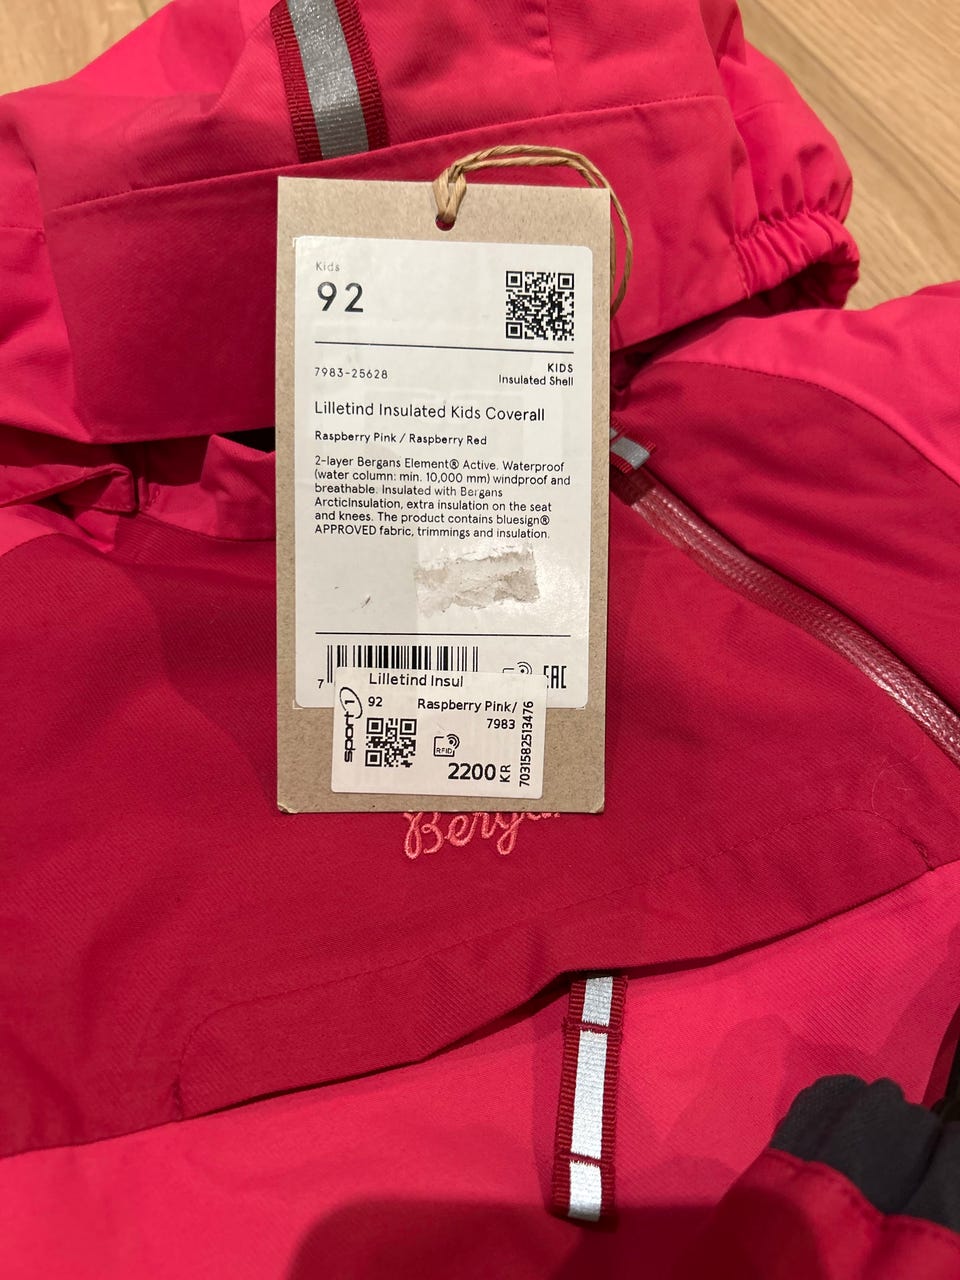 Kids
92
7983-25628
KIDS
Insulated Shell
Lilletind Insulated Kids Coverall
Raspberry Pink / Raspberry Red
2-layer Bergans Element® Active. Waterproof
(water column: min. 10,000 mm) windproof and
breathable. Insulated with Bergans
ArcticInsulation, extra insulation on the seat
and knees. The product contains bluesign®
APPROVED fabric, trimmings and insulation.
7
EAC
Lilletind Insul
sport1
92
Raspberry Pink/
7983
RFID
2200 KR
7031582513476